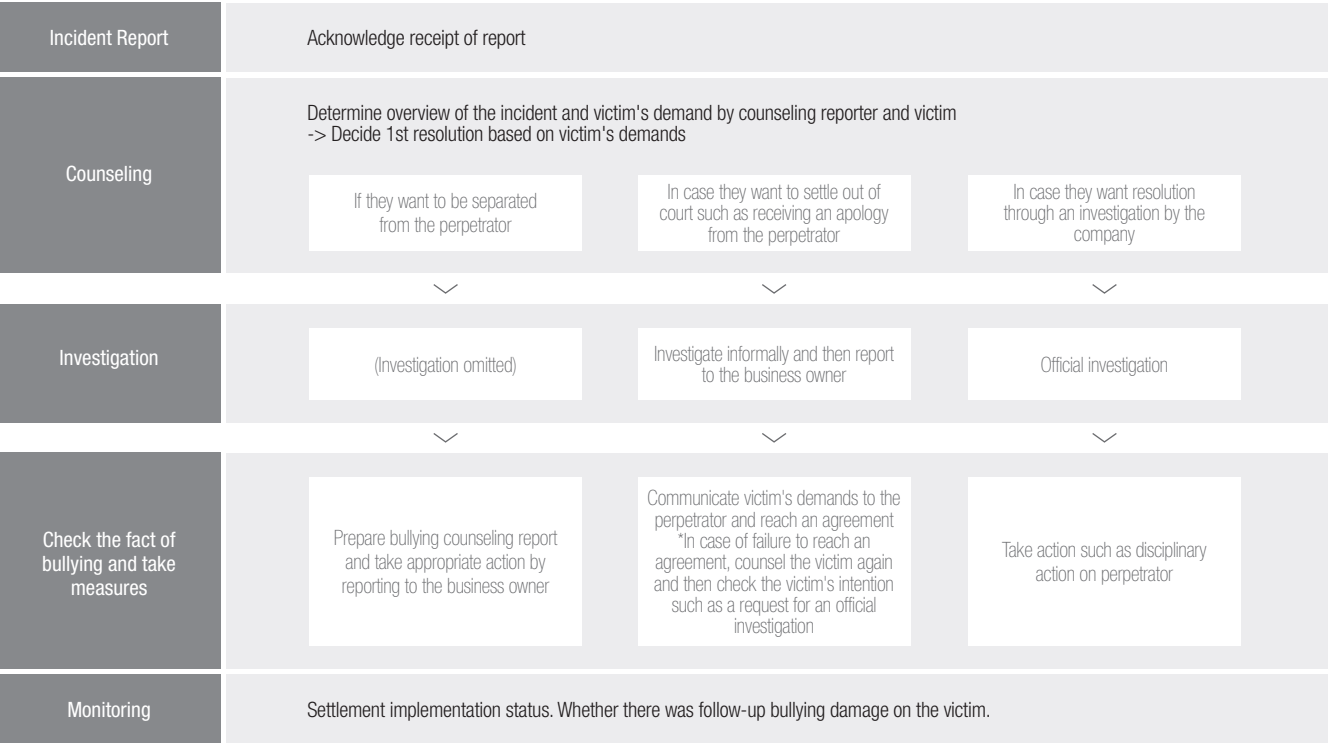 Incident Report
Acknowledge receipt of report
Counseling
Determine overview of the incident and victim's demand by counseling reporter and victim
-> Decide 1st resolution based on victim's demands
If they want to be separated
from the perpetrator
In case they want to settle out of
court such as receiving an apology
from the perpetrator
In case they want resolution
through an investigation by the
company
Investigation
(Investigation omitted)
Investigate informally and then report
to the business owner
Official investigation
Check the fact of
bullying and take
measures
Prepare bullying counseling report
and take appropriate action by
reporting to the business owner
Communicate victim's demands to the
perpetrator and reach an agreement
*In case of failure to reach an
agreement, counsel the victim again
and then check the victim's intention
such as a request for an official
investigation
Take action such as disciplinary
action on perpetrator
Monitoring
Settlement implementation status. Whether there was follow-up bullying damage on the victim.